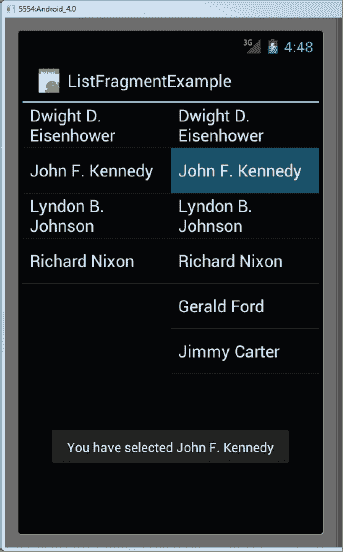 5554:Android_4.0
3G 4:48
ListFragmentExample
Dwight D.
Eisenhower
John F. Kennedy
Lyndon B.
Johnson
Richard Nixon
Dwight D.
Eisenhower
John F. Kennedy
Lyndon B.
Johnson
Richard Nixon
Gerald Ford
Jimmy Carter
You have selected John F. Kennedy